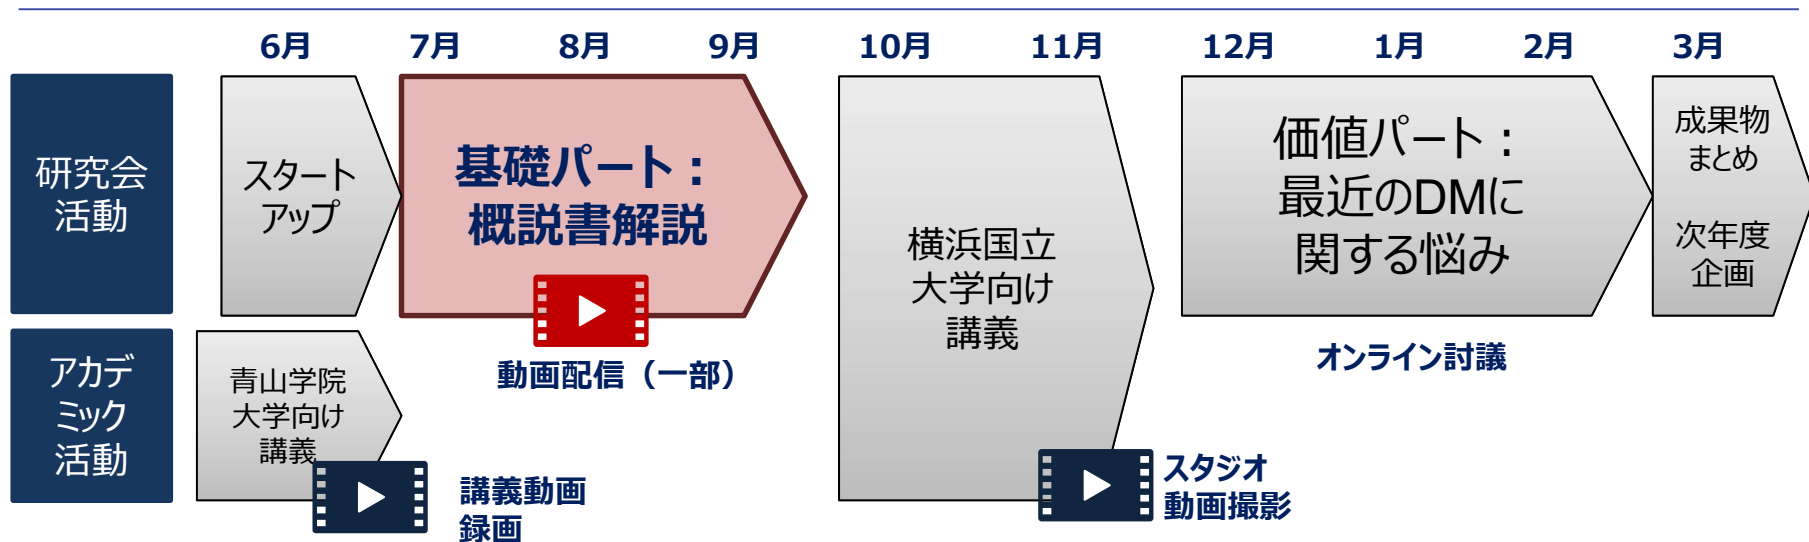 6月 7月 8月 9月 10月 11月 12月 1月 2月 3月
研究会
活動
スタート
アップ
基礎パート：
概説書解説
動画配信（一部）
横浜国立
大学向け
講義
価値パート：
最近のDMに
関する悩み
オンライン討議
成果物
まとめ
次年度
企画
アカデ
ミック
活動
青山学院
大学向け
講義
講義動画
録画
スタジオ
動画撮影